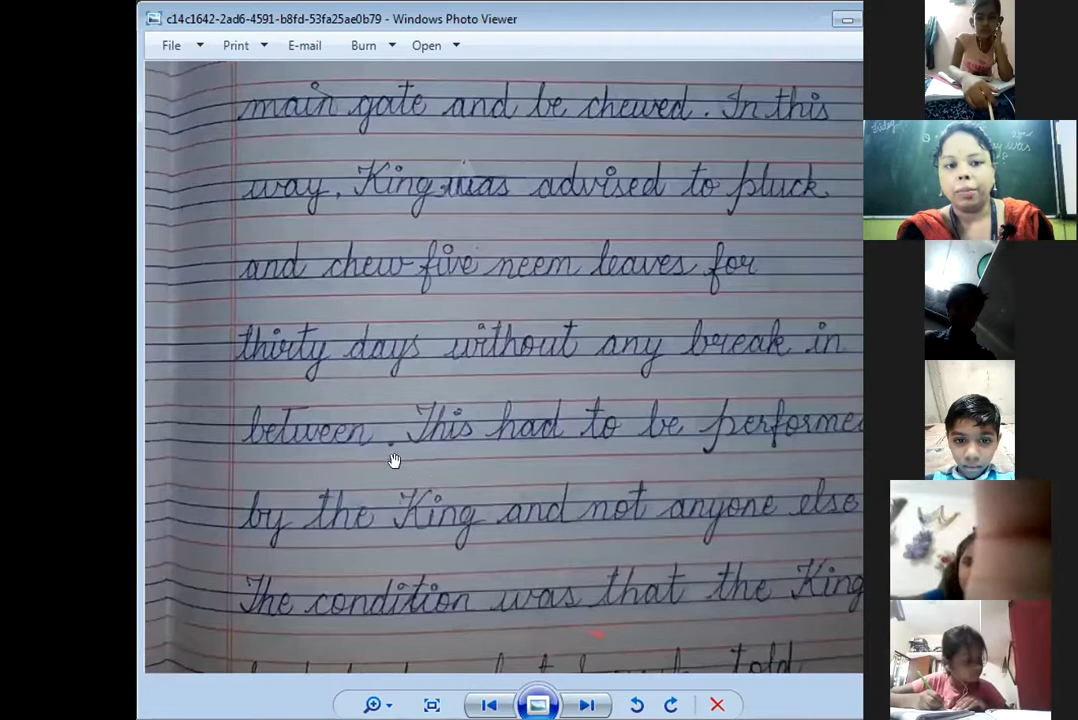 c14c1642-2ad6-4591-b8fd-53fa25ae0b79 - Windows Photo Viewer
File Print E-mail Burn Open
main gate and be chewed. In this
way, King was advised to pluck
and chew five neem leaves for
thirty days without any break in
between. This had to be performe
by the King and not anyone else
The condition was that the King
told